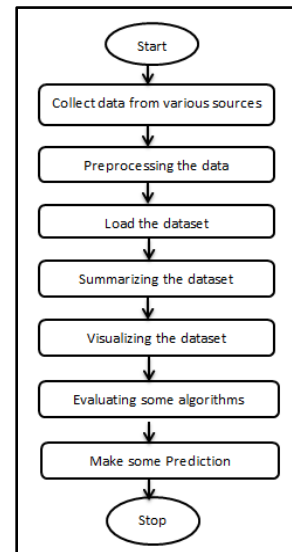 Start
Collect data from various sources
Preprocessing the data
Load the dataset
Summarizing the dataset
Visualizing the dataset
Evaluating some algorithms
Make some Prediction
Stop